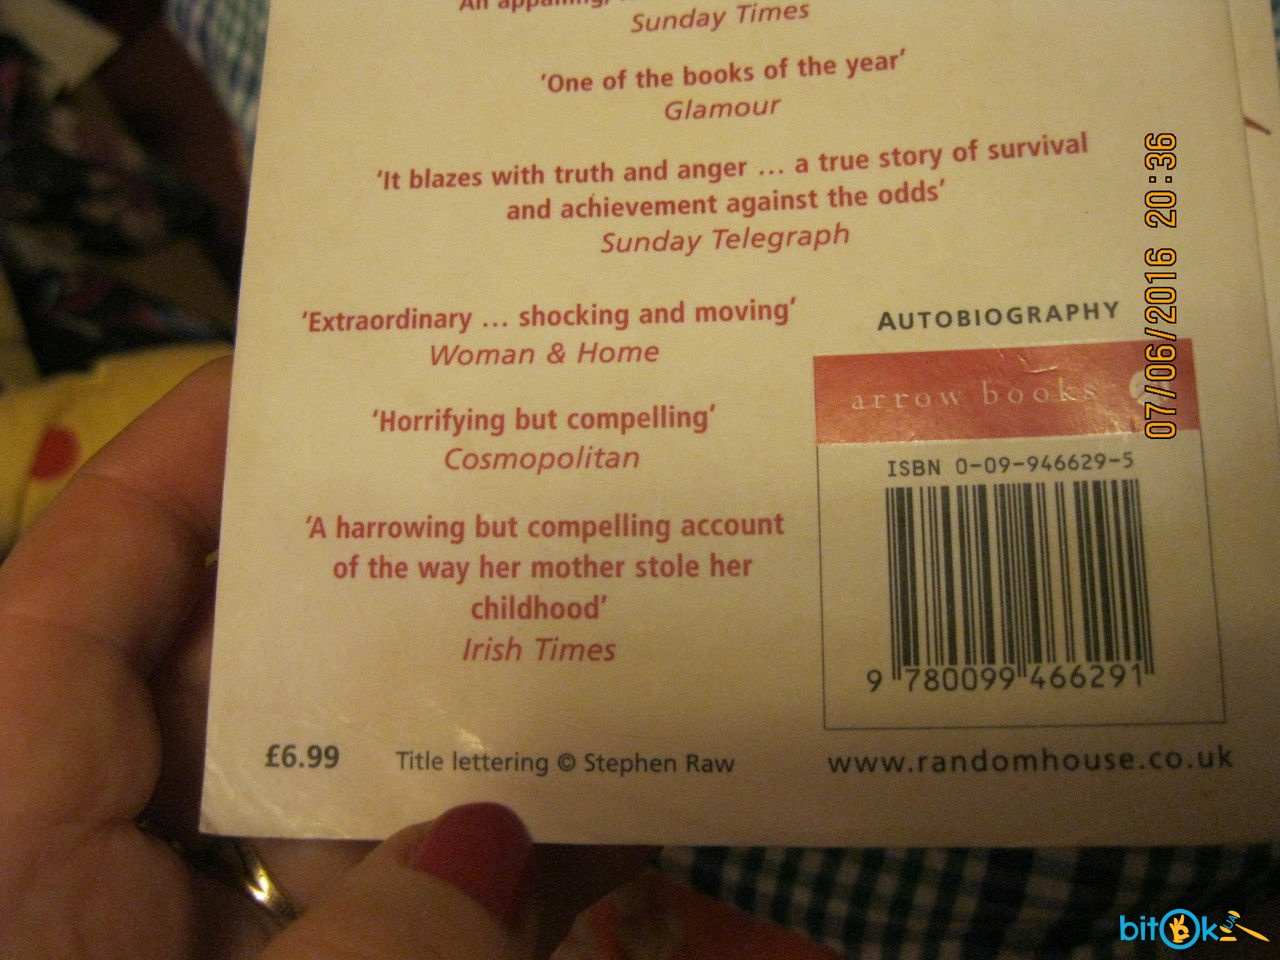 An appalling,
Sunday Times
'One of the books of the year'
Glamour
'It blazes with truth and anger ... a true story of survival
and achievement against the odds'
Sunday Telegraph
'Extraordinary ... shocking and moving'
Woman & Home
'Horrifying but compelling'
Cosmopolitan
'A harrowing but compelling account
of the way her mother stole her
childhood'
Irish Times
£6.99
Title lettering © Stephen Raw
AUTOBIOGRAPHY
arrow books
ISBN 0-09-946629-5
9 780099 466291
www.randomhouse.co.uk
07/06/2016 20:36
bitOk UA